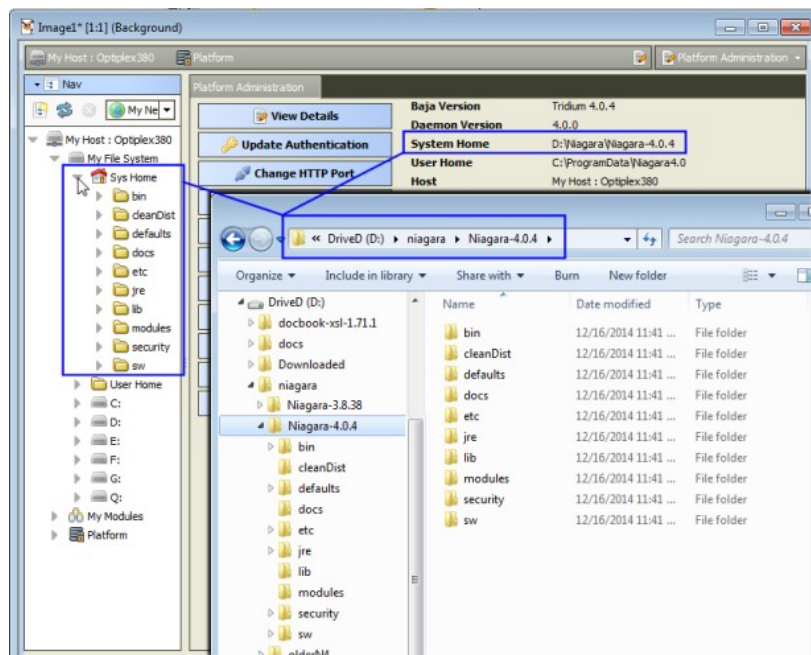 Image1* [1:1] (Background)
My Host : Optiplex380
Platform
Platform Administration
Nav
My Ne
My Host : Optiplex380
My File System
Sys Home
bin
cleanDist
defaults
docs
etc
jre
lib
modules
security
sw
User Home
C:
D:
E:
F:
G:
Q:
My Modules
Platform
Platform Administration
View Details
Update Authentication
Change HTTP Port
Baja Version Tridium 4.0.4
Daemon Version 4.0.0
System Home D:\Niagara\Niagara-4.0.4
User Home C:\ProgramData\Niagara4.0
Host My Host : Optiplex380
« DriveD (D:) niagara Niagara-4.0.4
Search Niagara-4.0.4
Organize Include in library Share with Burn New folder
DriveD (D:)
docbook-xsl-1.71.1
docs
Downloaded
niagara
Niagara-3.8.38
Niagara-4.0.4
bin
cleanDist
defaults
docs
etc
jre
lib
modules
security
sw
olderN4
Name Date modified Type
bin 12/16/2014 11:41 ... File folder
cleanDist 12/16/2014 11:41 ... File folder
defaults 12/16/2014 11:41 ... File folder
docs 12/16/2014 11:41 ... File folder
etc 12/16/2014 11:41 ... File folder
jre 12/16/2014 11:41 ... File folder
lib 12/16/2014 11:41 ... File folder
modules 12/16/2014 11:41 ... File folder
security 12/16/2014 11:41 ... File folder
sw 12/16/2014 11:41 ... File folder